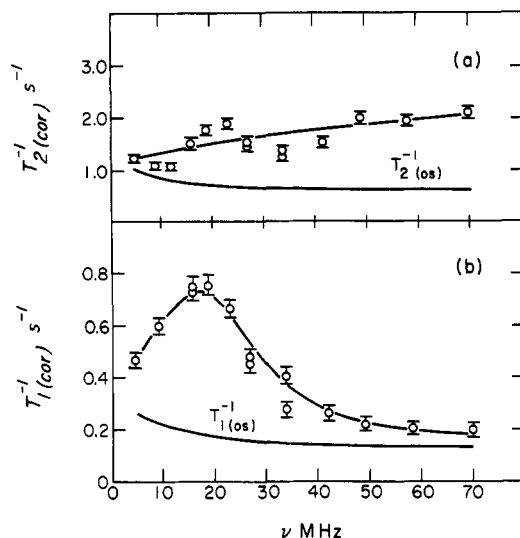 (a)
T₂⁻¹(cor) s⁻¹
3.0
2.0
1.0
T₂⁻¹(os)
(b)
T₁⁻¹(cor) s⁻¹
0.8
0.6
0.4
0.2
0
T₁⁻¹(os)
0 10 20 30 40 50 60 70
ν MHz